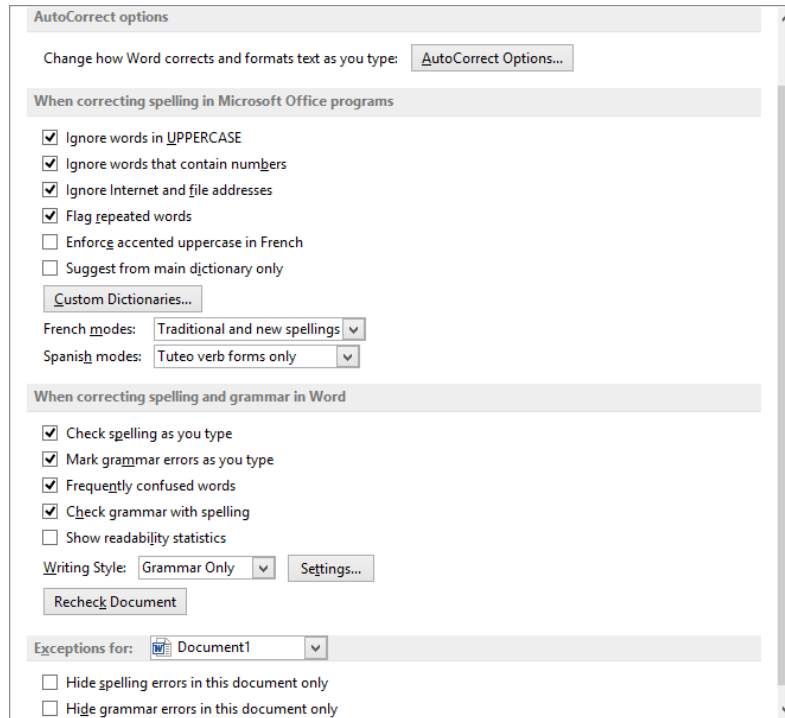 AutoCorrect options
Change how Word corrects and formats text as you type: AutoCorrect Options...
When correcting spelling in Microsoft Office programs
Ignore words in UPPERCASE
Ignore words that contain numbers
Ignore Internet and file addresses
Flag repeated words
Enforce accented uppercase in French
Suggest from main dictionary only
Custom Dictionaries...
French modes: Traditional and new spellings
Spanish modes: Tuteo verb forms only
When correcting spelling and grammar in Word
Check spelling as you type
Mark grammar errors as you type
Frequently confused words
Check grammar with spelling
Show readability statistics
Writing Style: Grammar Only Settings...
Recheck Document
Exceptions for: Document1
Hide spelling errors in this document only
Hide grammar errors in this document only